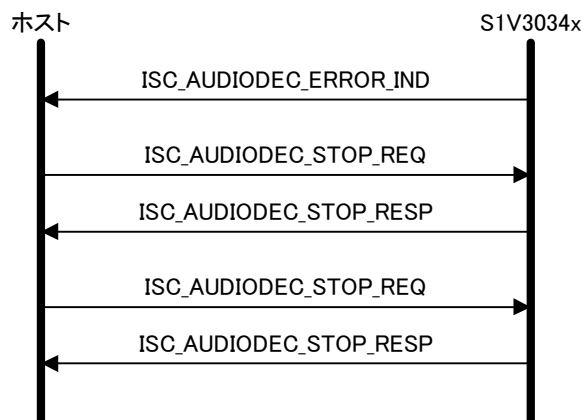 ホスト
S1V3034x
ISC_AUDIODEC_ERROR_IND
ISC_AUDIODEC_STOP_REQ
ISC_AUDIODEC_STOP_RESP
ISC_AUDIODEC_STOP_REQ
ISC_AUDIODEC_STOP_RESP